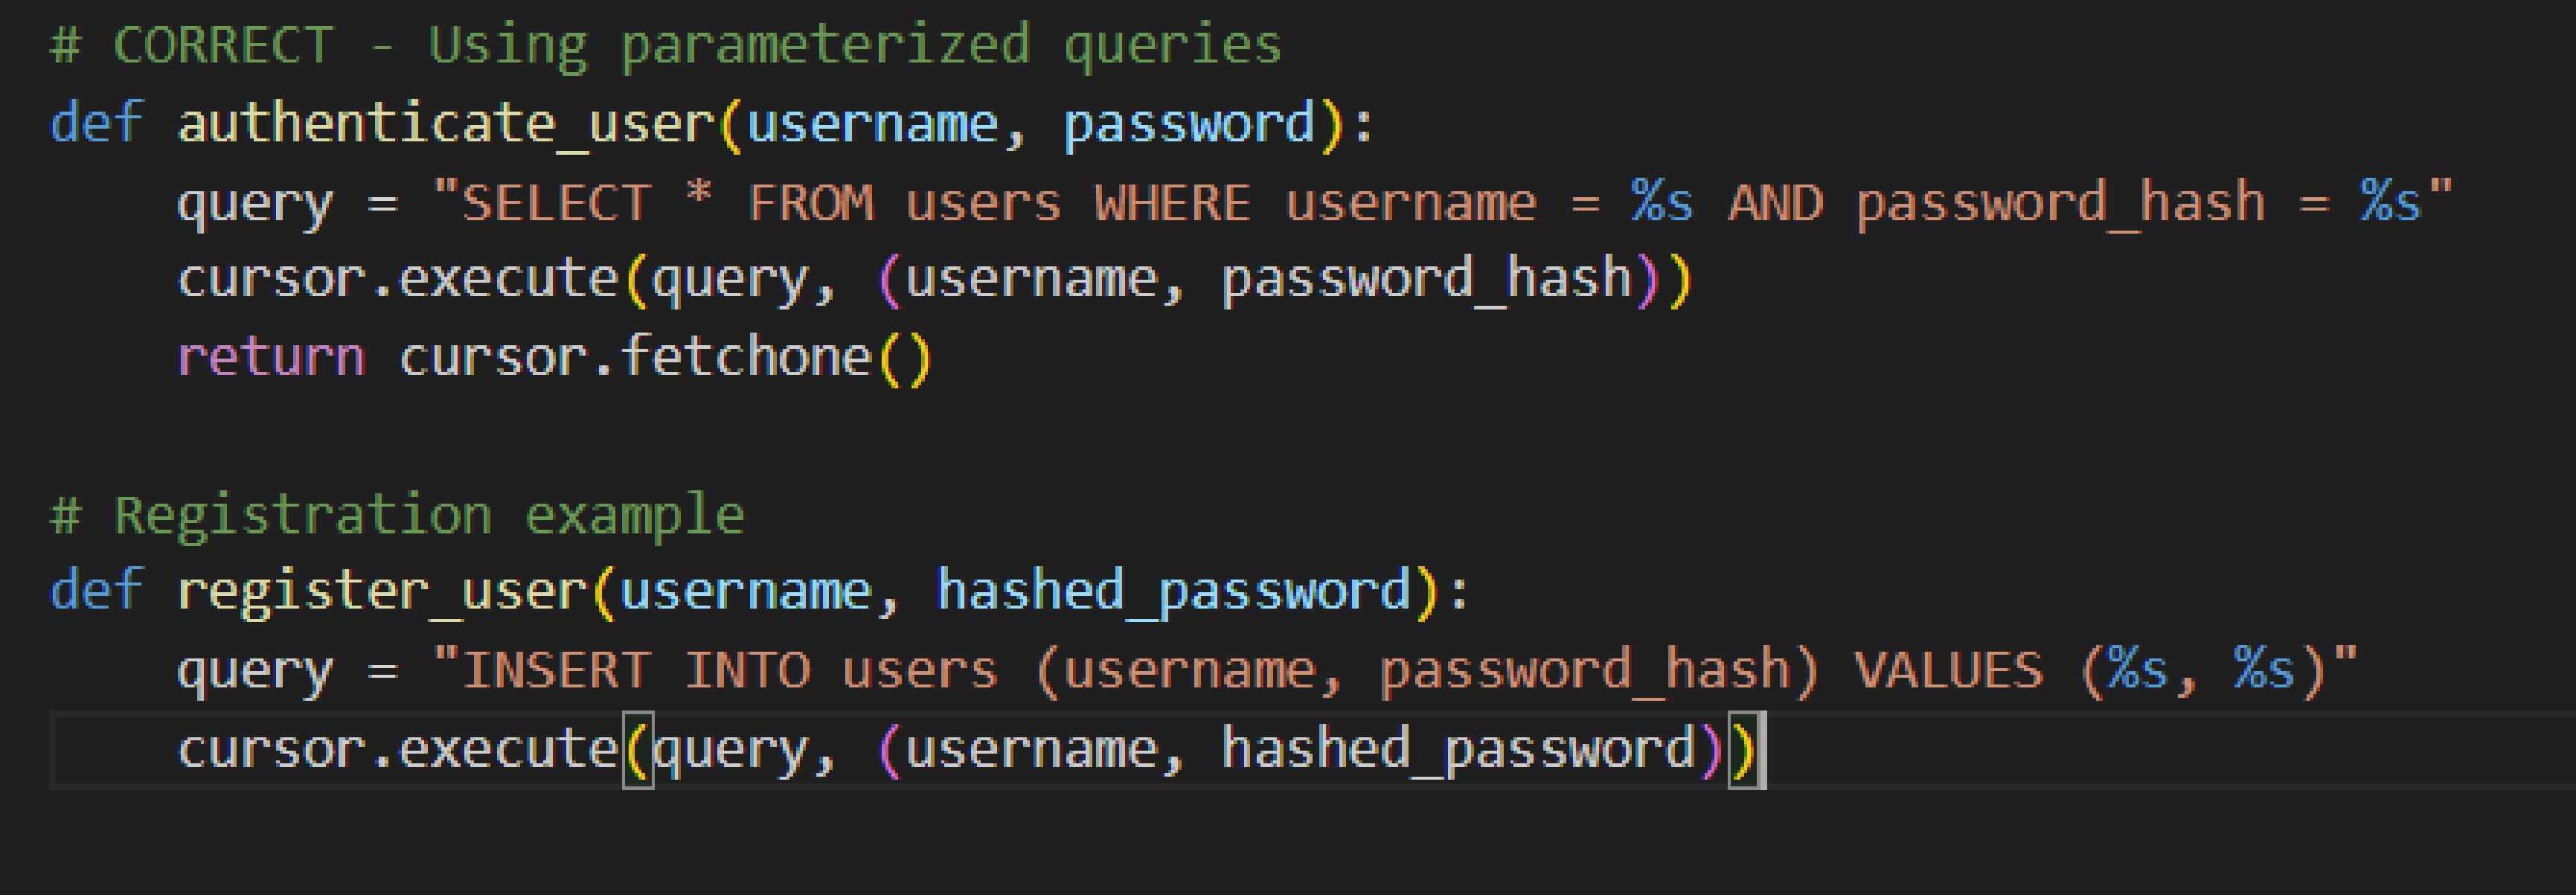 # CORRECT - Using parameterized queries
def authenticate_user(username, password):
    query = "SELECT * FROM users WHERE username = %s AND password_hash = %s"
    cursor.execute(query, (username, password_hash))
    return cursor.fetchone()

# Registration example
def register_user(username, hashed_password):
    query = "INSERT INTO users (username, password_hash) VALUES (%s, %s)"
    cursor.execute(query, (username, hashed_password))